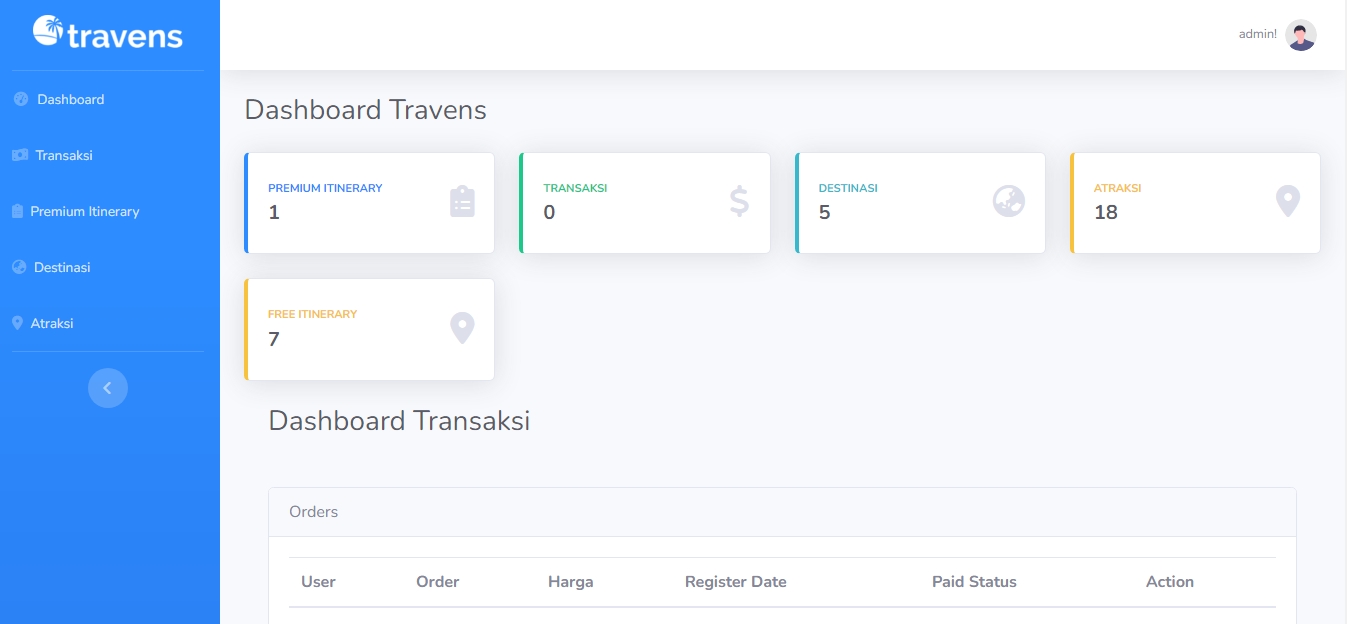 travens
admin!
Dashboard
Transaksi
Premium Itinerary
Destinasi
Atraksi
Dashboard Travens
PREMIUM ITINERARY
1
TRANSAKSI
0
DESTINASI
5
ATRAKSI
18
FREE ITINERARY
7
Dashboard Transaksi
Orders
User Order Harga Register Date Paid Status Action